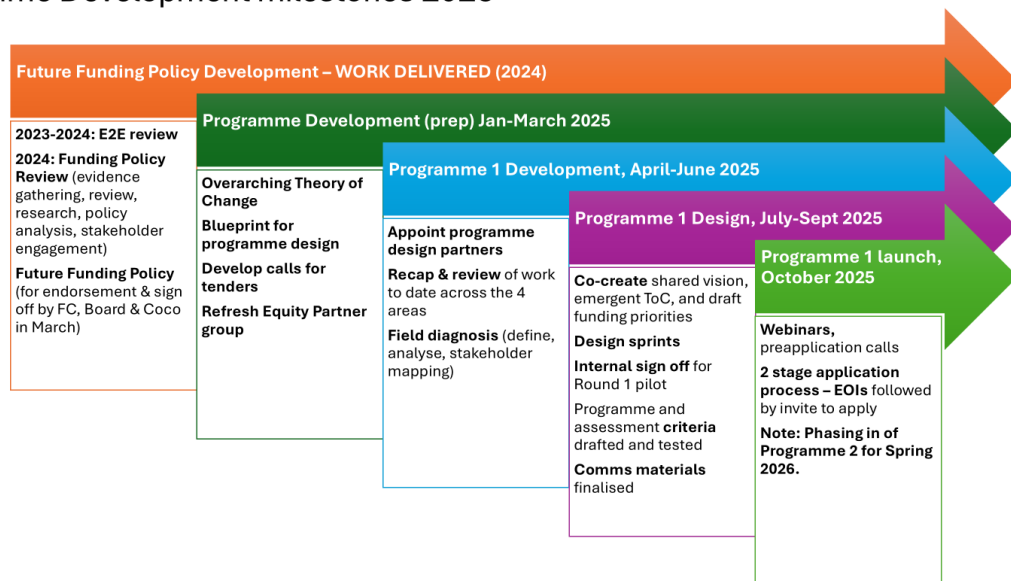 Development milestones 2025
Future Funding Policy Development – WORK DELIVERED (2024)
2023-2024: E2E review
2024: Funding Policy
Review (evidence
gathering, review,
research, policy
analysis, stakeholder
engagement)
Future Funding Policy
(for endorsement & sign
off by FC, Board & Coco
in March)
Programme Development (prep) Jan-March 2025
Overarching Theory of
Change
Blueprint for
programme design
Develop calls for
tenders
Refresh Equity Partner
group
Programme 1 Development, April-June 2025
Appoint programme
design partners
Recap & review of work
to date across the 4
areas
Field diagnosis (define,
analyse, stakeholder
mapping)
Programme 1 Design, July-Sept 2025
Co-create shared vision,
emergent ToC, and draft
funding priorities
Design sprints
Internal sign off for
Round 1 pilot
Programme and
assessment criteria
drafted and tested
Comms materials
finalised
Programme 1 launch,
October 2025
Webinars,
preapplication calls
2 stage application
process – EOIs followed
by invite to apply
Note: Phasing in of
Programme 2 for Spring
2026.